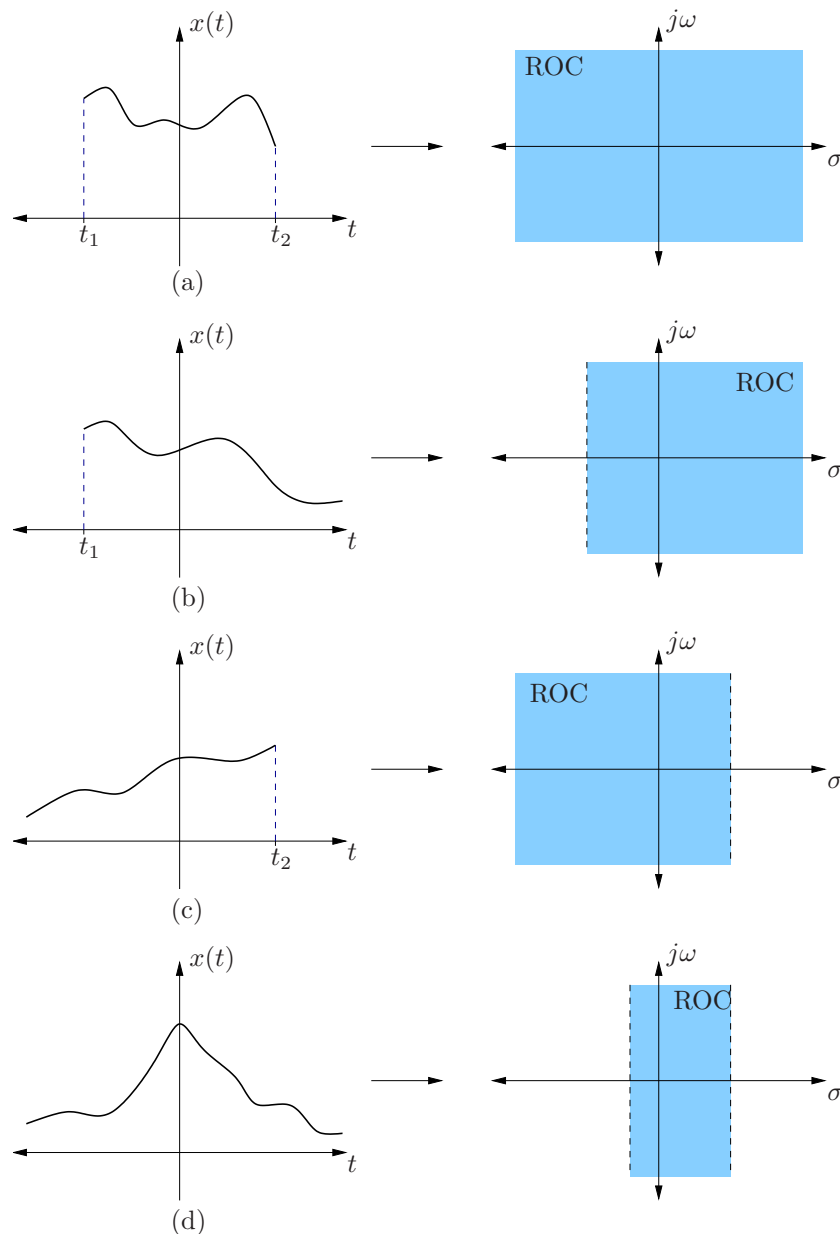 x(t)
jω
ROC
σ
t₁
t₂
t
(a)
x(t)
jω
ROC
σ
t₁
t
(b)
x(t)
jω
ROC
σ
t₂
t
(c)
x(t)
jω
ROC
σ
t
(d)